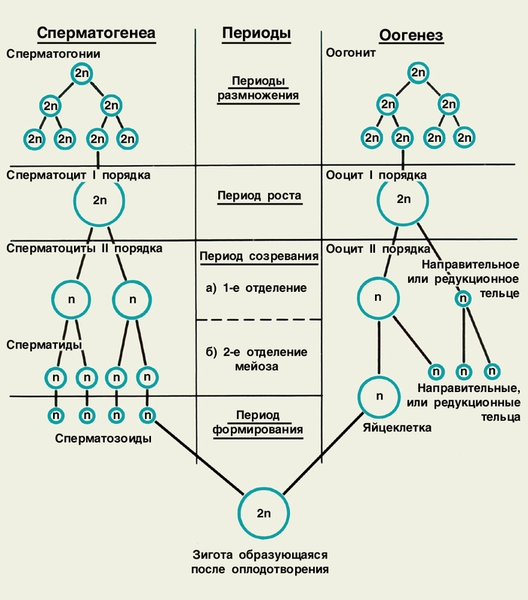 Сперматогенеа
Периоды
Оогенез
Сперматогонии
Оогонит
2n
2n
2n
2n
2n
2n
2n
Периоды
размножения
2n
2n
2n
2n
2n
2n
2n
Сперматоцит I порядка
2n
Период роста
Ооцит I порядка
2n
Сперматоциты II порядка
n
n
Период созревания
а) 1-е отделение
Ооцит II порядка
n
Направительное
или редукционное
тельце
n
Сперматиды
n
n
n
n
б) 2-е отделение
мейоза
n
n
n
Направительные,
или редукционные
тельца
n
n
n
n
Сперматозоиды
Период
формирования
n
Яйцеклетка
2n
Зигота образующаяся
после оплодотворения